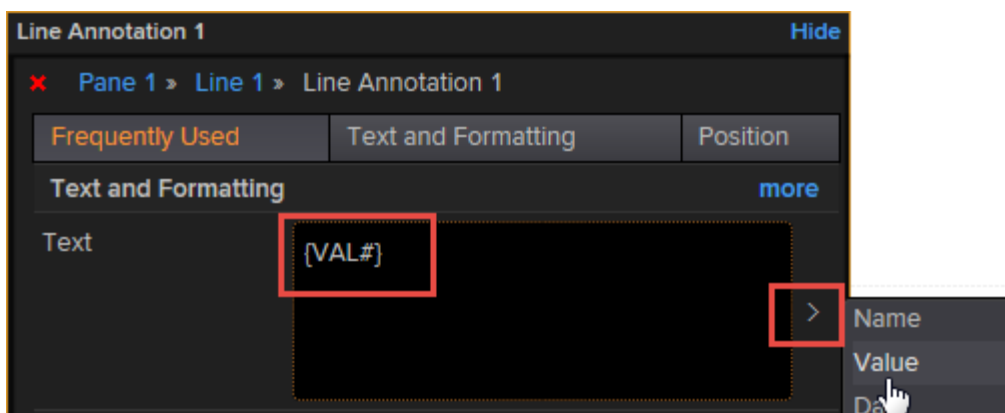 Line Annotation 1 Hide
× Pane 1 » Line 1 » Line Annotation 1
Frequently Used Text and Formatting Position
Text and Formatting more
Text {VAL#}
> Name
Value